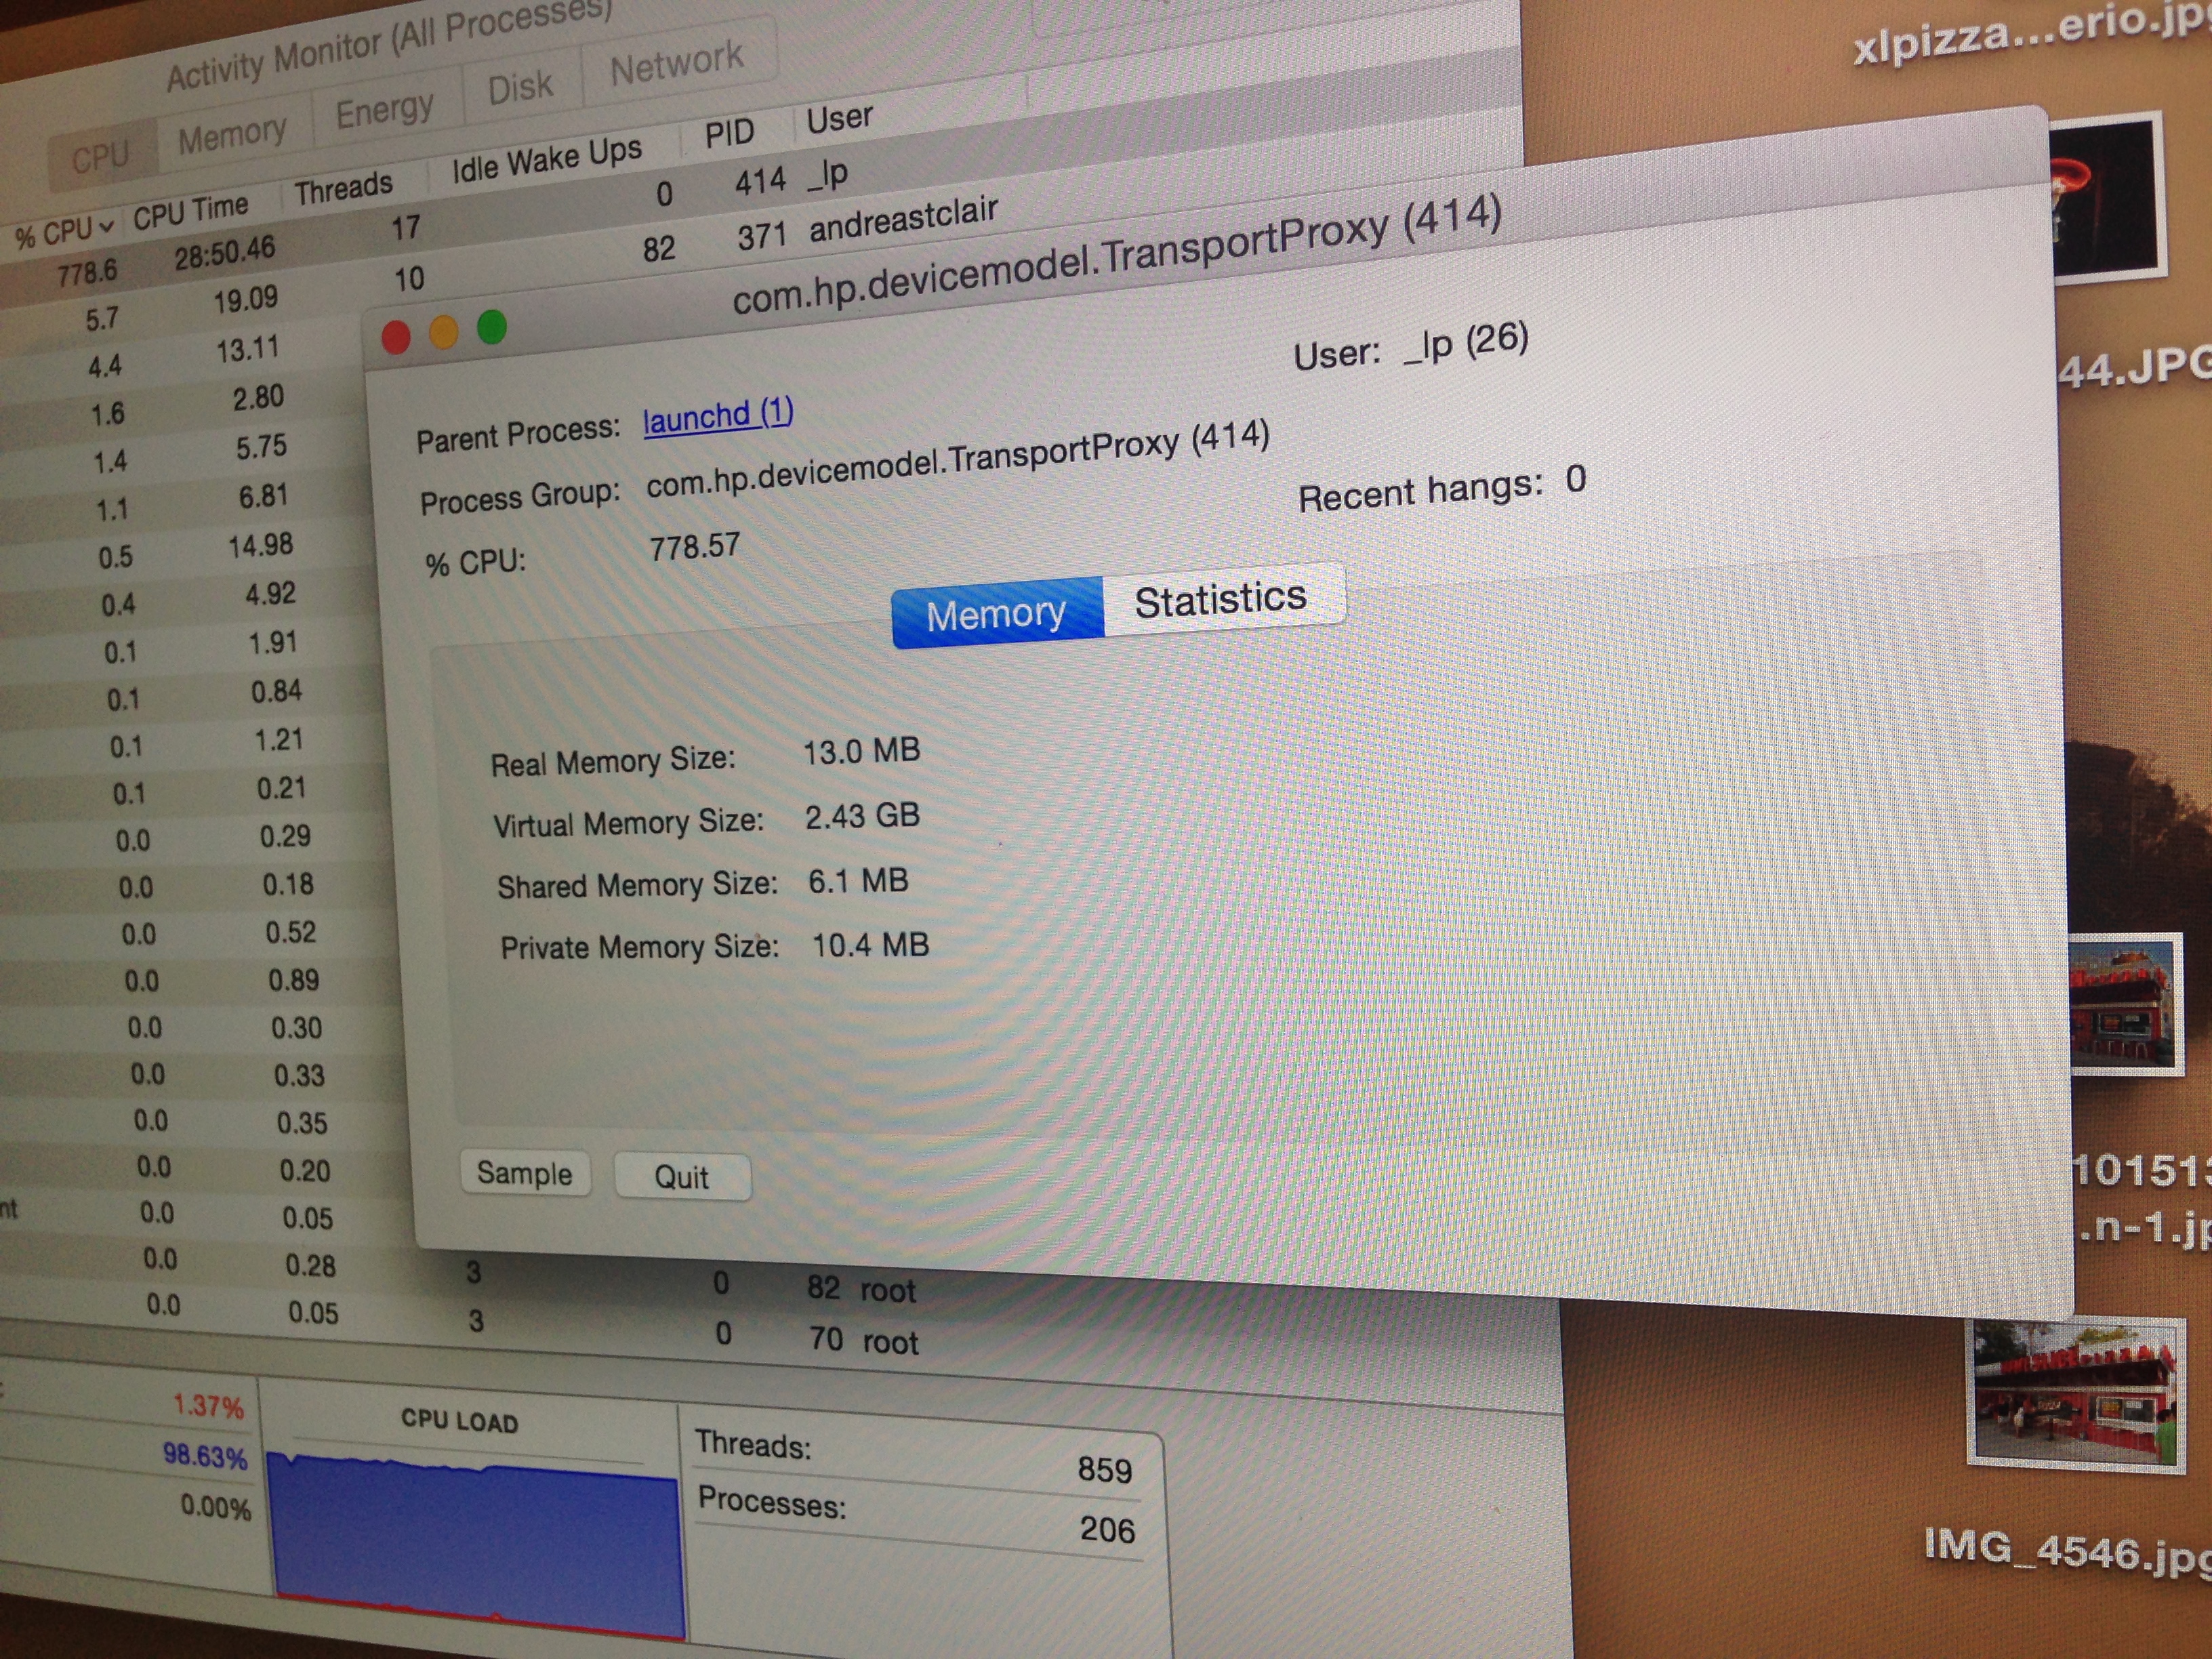 Activity Monitor (All Processes)
CPU Memory Energy Disk Network
% CPU CPU Time Threads Idle Wake Ups PID User
778.6 28:50.46 17 0 414 _lp
5.7 19.09 10 82 371 andreastclair
4.4 13.11
1.6 2.80
1.4 5.75
1.1 6.81
0.5 14.98
0.4 4.92
0.1 1.91
0.1 0.84
0.1 1.21
0.1 0.21
0.0 0.29
0.0 0.18
0.0 0.52
0.0 0.89
0.0 0.30
0.0 0.33
0.0 0.35
0.0 0.20
nt 0.0 0.05
0.0 0.28 3 0 82 root
0.0 0.05 3 0 70 root
com.hp.devicemodel.TransportProxy (414)
Parent Process: launchd (1)
User: _lp (26)
Process Group: com.hp.devicemodel.TransportProxy (414)
% CPU: 778.57
Recent hangs: 0
Memory Statistics
Real Memory Size: 13.0 MB
Virtual Memory Size: 2.43 GB
Shared Memory Size: 6.1 MB
Private Memory Size: 10.4 MB
Sample Quit
1.37%
98.63%
0.00%
CPU LOAD
Threads: 859
Processes: 206
xlpizza...erio.jp
44.JPG
101513
.n-1.jp
IMG_4546.jpg